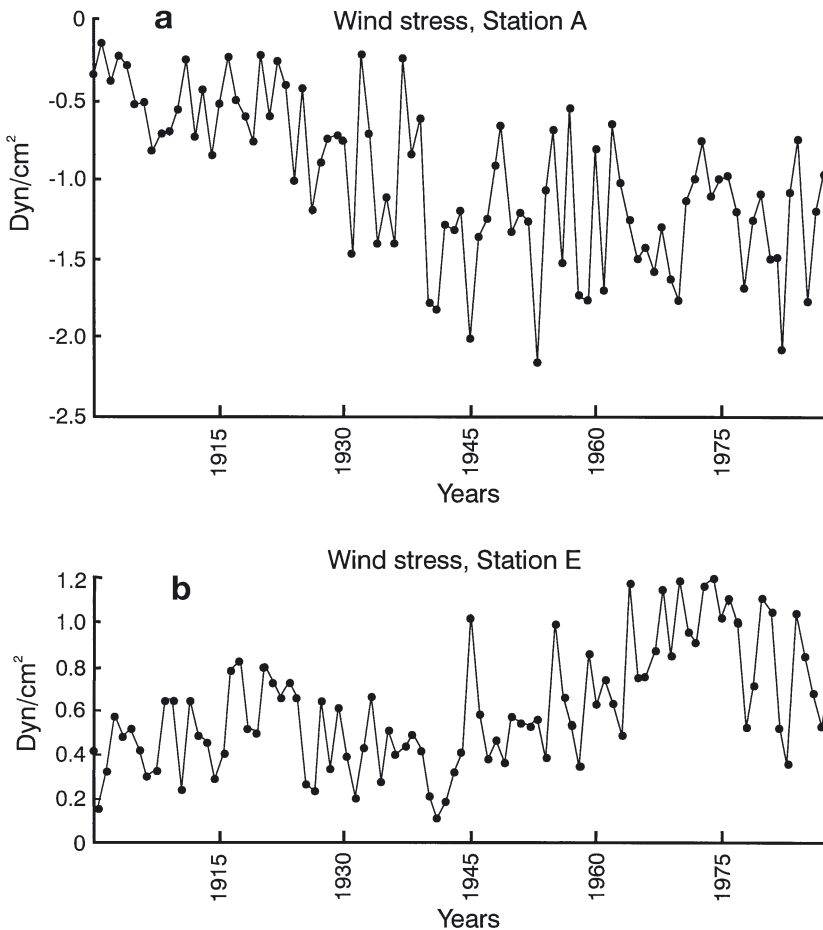 a
Wind stress, Station A
0
-0.5
-1.0
-1.5
-2.0
-2.5
Dyn/cm²
1915
1930
1945
1960
1975
Years
Wind stress, Station E
b
1.2
1.0
0.8
0.6
0.4
0.2
0
Dyn/cm²
1915
1930
1945
1960
1975
Years